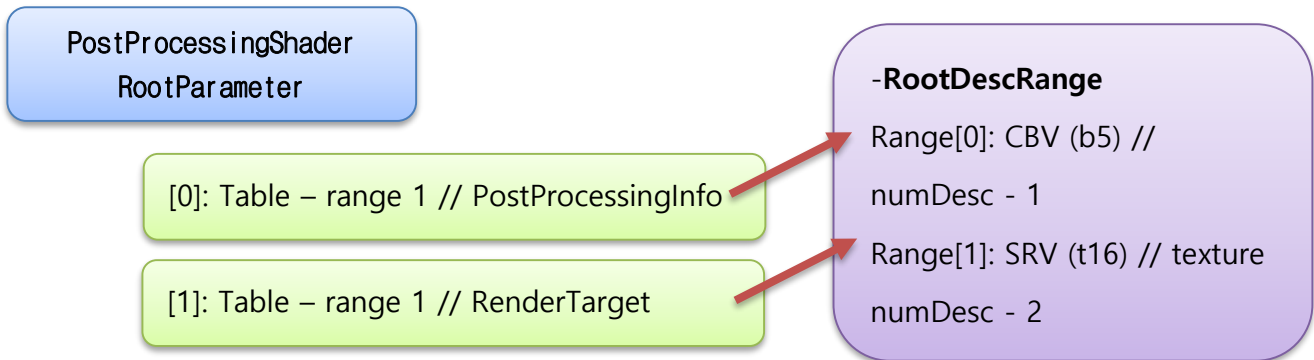 PostProcessingShader
RootParameter
[0]: Table – range 1 // PostProcessingInfo
[1]: Table – range 1 // RenderTarget
-RootDescRange
Range[0]: CBV (b5) //
numDesc - 1
Range[1]: SRV (t16) // texture
numDesc - 2